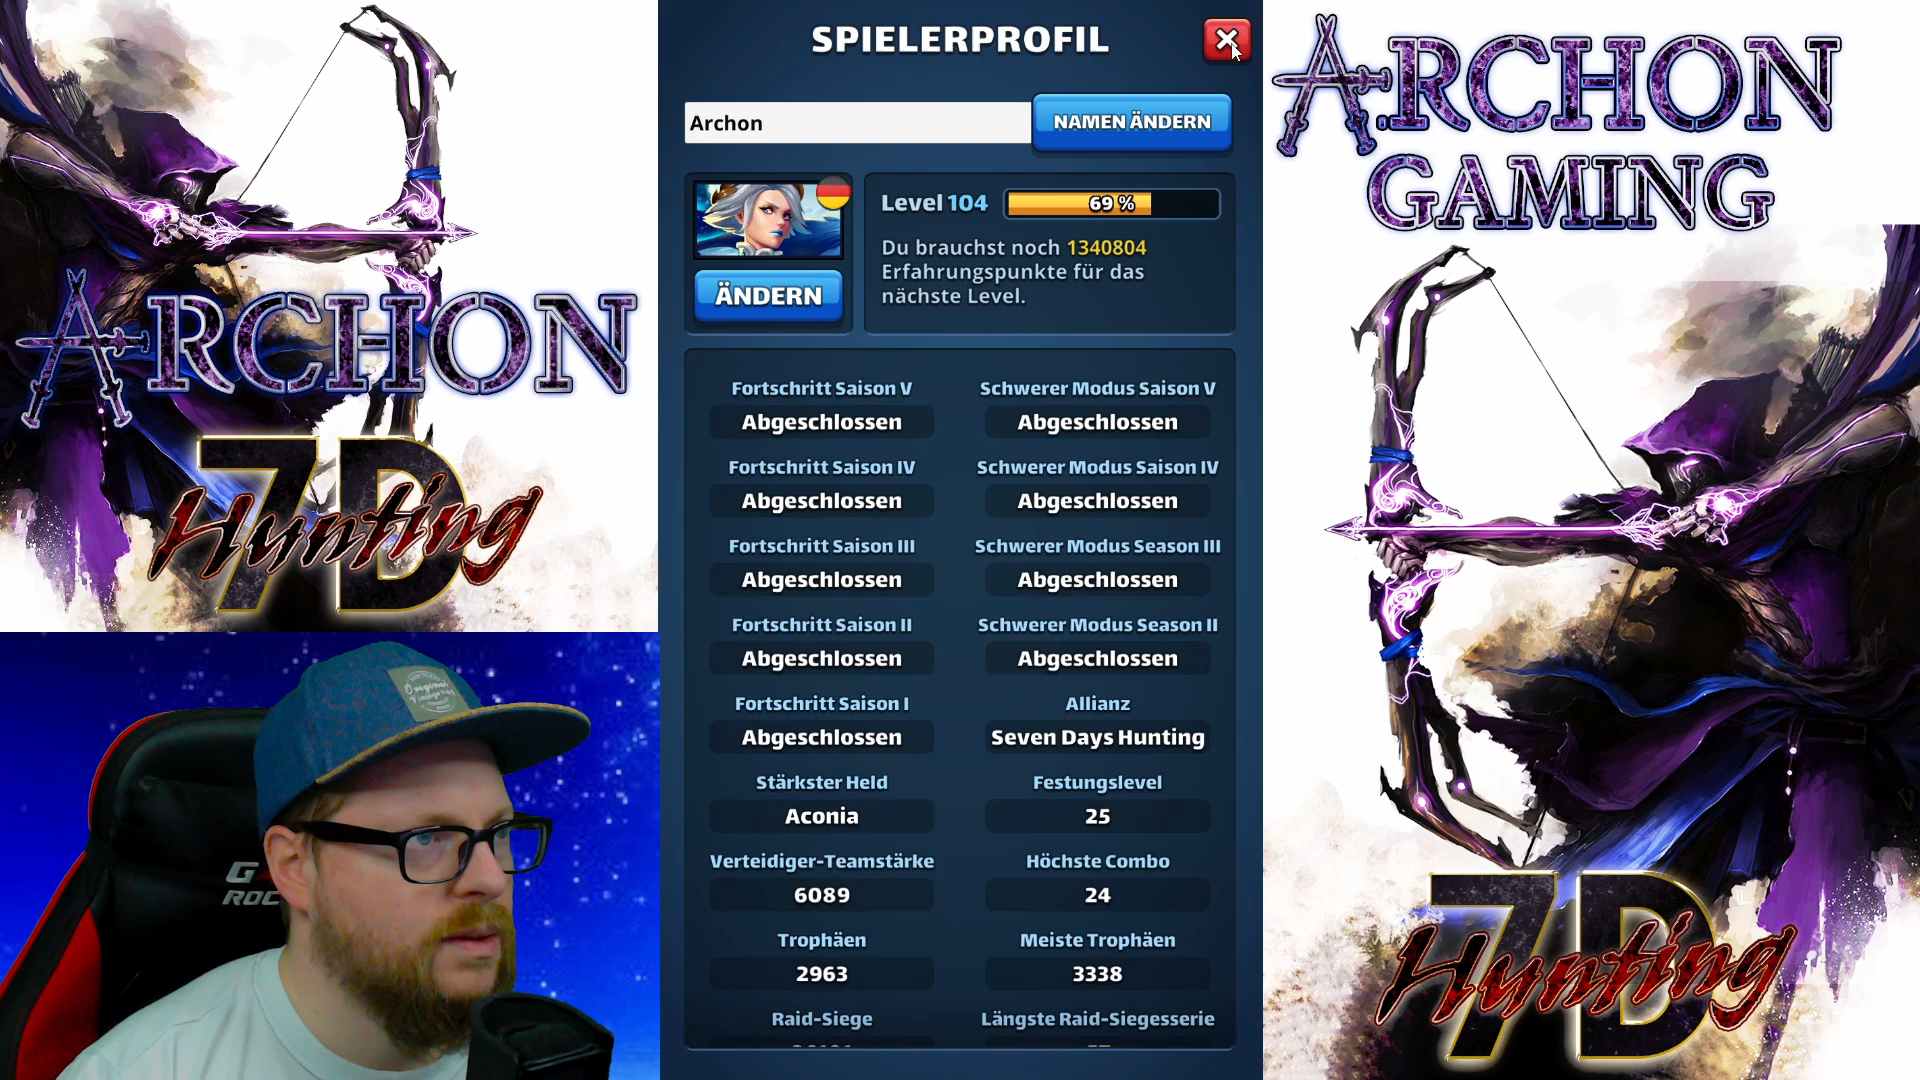 ARCHON
7D
Hunting
SPIELERPROFIL
Archon
NAMEN ÄNDERN
ÄNDERN
Level 104
69 %
Du brauchst noch 1340804
Erfahrungspunkte für das
nächste Level.
Fortschritt Saison V
Schwerer Modus Saison V
Abgeschlossen
Abgeschlossen
Fortschritt Saison IV
Schwerer Modus Saison IV
Abgeschlossen
Abgeschlossen
Fortschritt Saison III
Schwerer Modus Season III
Abgeschlossen
Abgeschlossen
Fortschritt Saison II
Schwerer Modus Season II
Abgeschlossen
Abgeschlossen
Fortschritt Saison I
Allianz
Abgeschlossen
Seven Days Hunting
Stärkster Held
Festungslevel
Aconia
25
Verteidiger-Teamstärke
Höchste Combo
6089
24
Trophäen
Meiste Trophäen
2963
3338
Raid-Siege
Längste Raid-Siegesserie
ARCHON
GAMING
7D
Hunting
Original